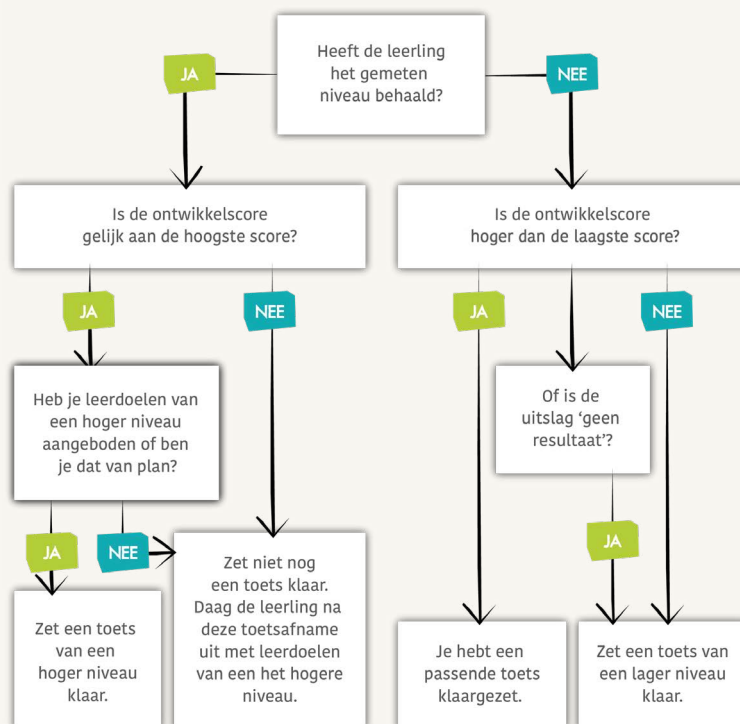 Heeft de leerling
het gemeten
niveau behaald?
JA
NEE
Is de ontwikkelscore
gelijk aan de hoogste score?
Is de ontwikkelscore
hoger dan de laagste score?
JA
NEE
JA
NEE
Heb je leerdoelen van
een hoger niveau
aangeboden of ben
je dat van plan?
Of is de
uitslag ‘geen
resultaat’?
JA
NEE
JA
Zet een toets
van een
hoger niveau
klaar.
Zet niet nog
een toets klaar.
Daag de leerling na
deze toetsafname
uit met leerdoelen
van een het hogere
niveau.
Je hebt een
passende toets
klaargezet.
Zet een toets van
een lager niveau
klaar.